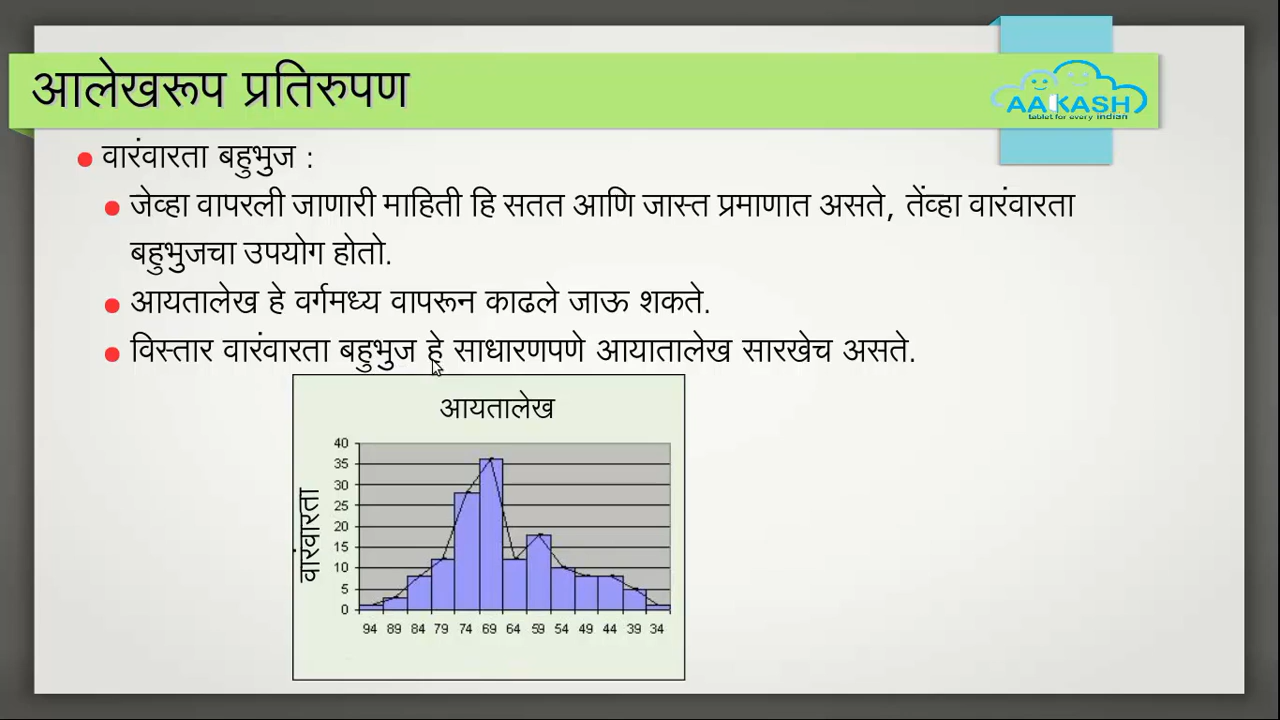 आलेखरूप प्रतिरुपण
AAKASH
tablet for every indian
वारंवारता बहुभुज :
जेव्हा वापरली जाणारी माहिती हि सतत आणि जास्त प्रमाणात असते, तेंव्हा वारंवारता
बहुभुजचा उपयोग होतो.
आयतालेख हे वर्गमध्य वापरून काढले जाऊ शकते.
विस्तार वारंवारता बहुभुज हे साधारणपणे आयातालेख सारखेच असते.
आयतालेख
वारंवारता
40
35
30
25
20
15
10
5
0
94 89 84 79 74 69 64 59 54 49 44 39 34